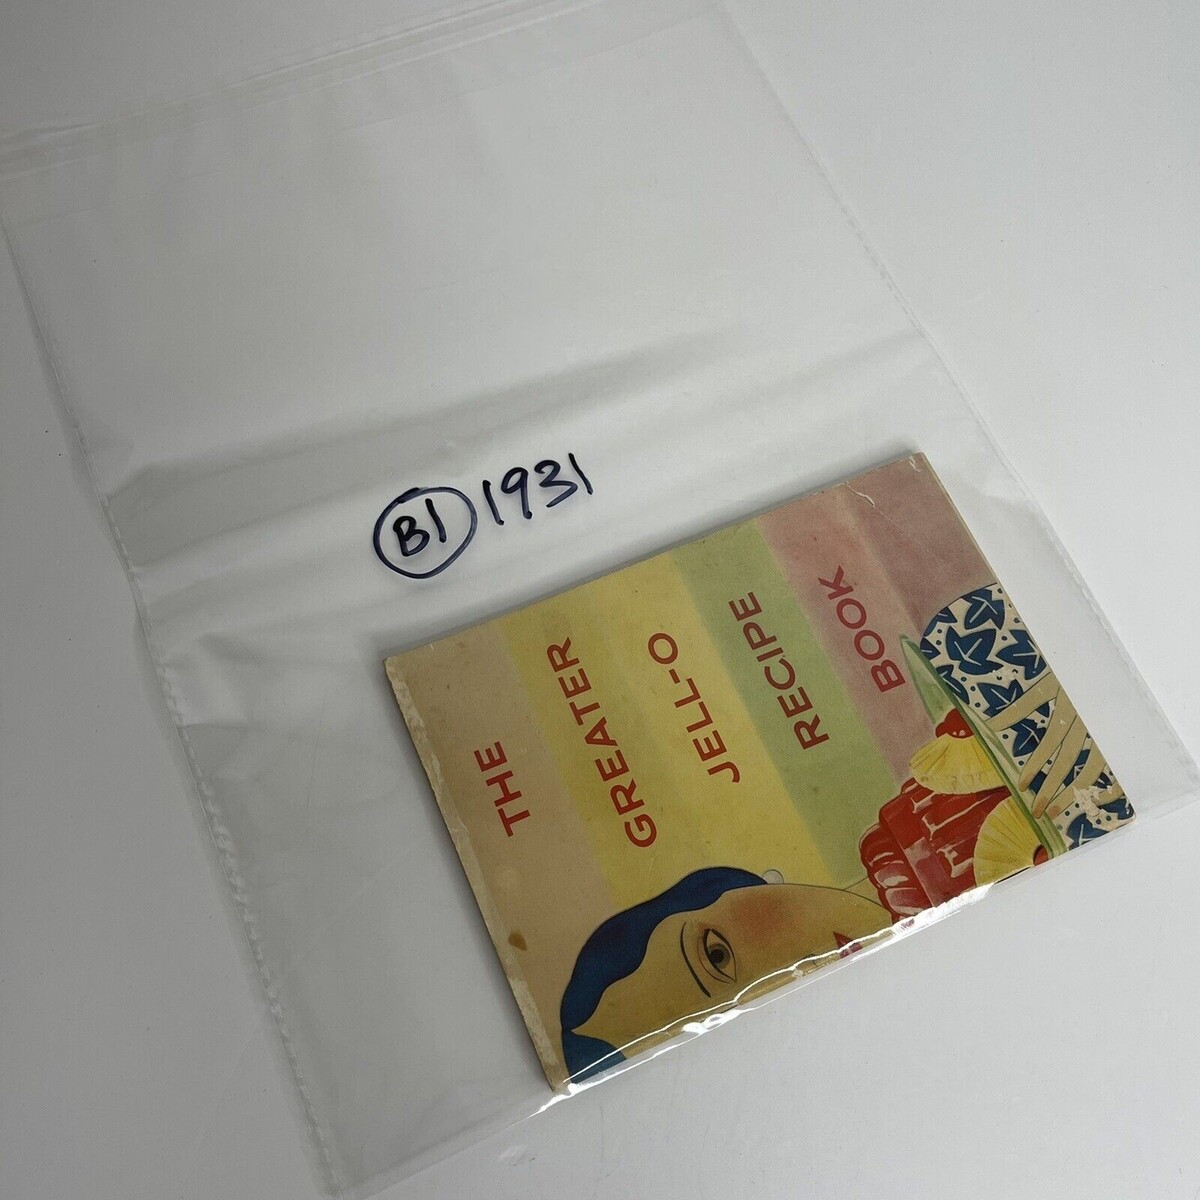 B1 1931
THE
GREATER
JELL-O
RECIPE
BOOK